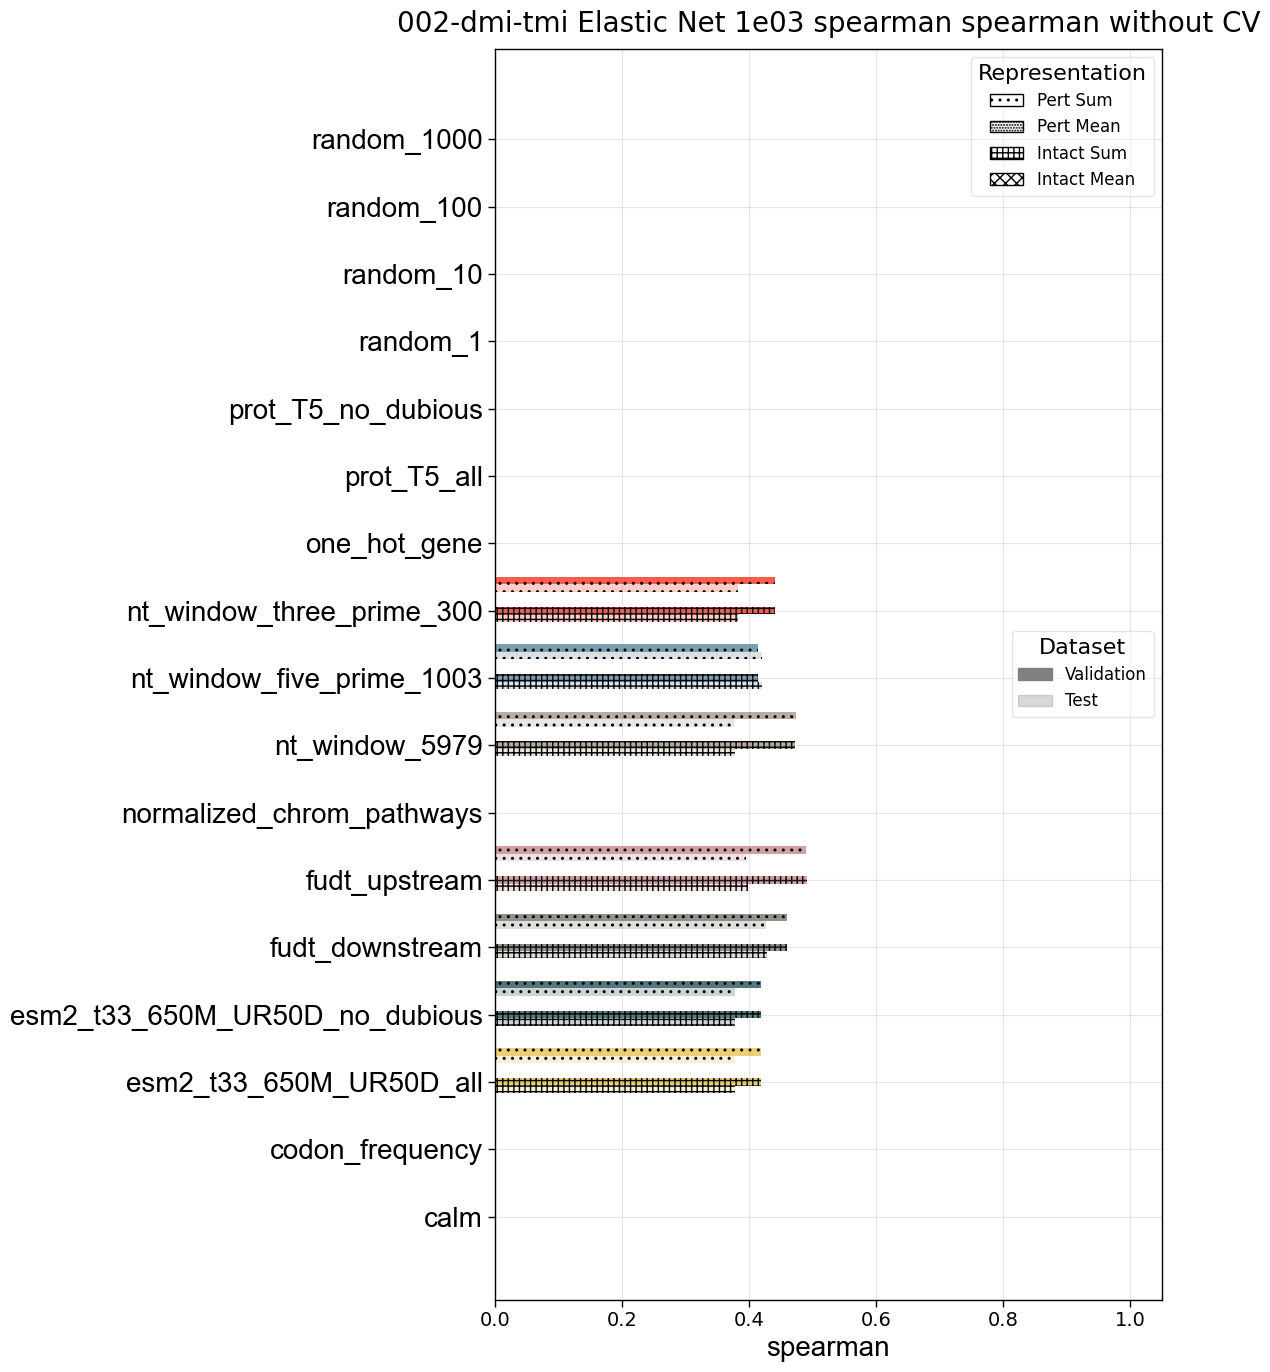 002-dmi-tmi Elastic Net 1e03 spearman spearman without CV
Representation
Pert Sum
Pert Mean
Intact Sum
Intact Mean
random_1000
random_100
random_10
random_1
prot_T5_no_dubious
prot_T5_all
one_hot_gene
nt_window_three_prime_300
nt_window_five_prime_1003
nt_window_5979
normalized_chrom_pathways
fudt_upstream
fudt_downstream
esm2_t33_650M_UR50D_no_dubious
esm2_t33_650M_UR50D_all
codon_frequency
calm
Dataset
Validation
Test
0.0 0.2 0.4 0.6 0.8 1.0
spearman